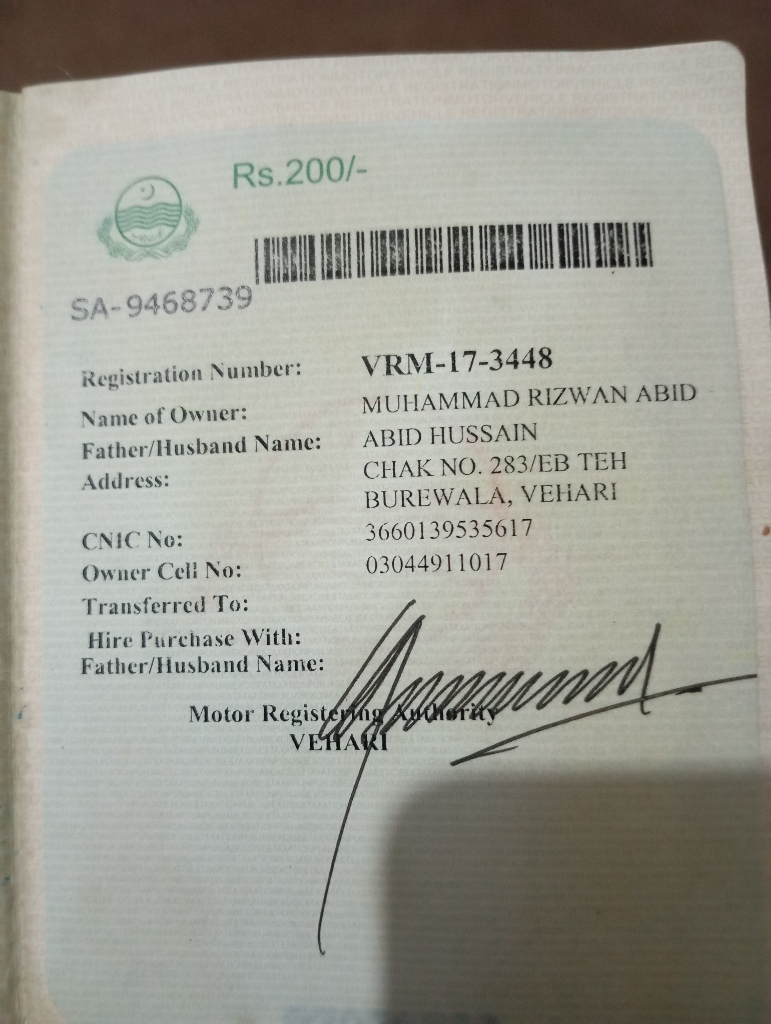 Rs.200/-
SA-9468739
Registration Number: VRM-17-3448
Name of Owner: MUHAMMAD RIZWAN ABID
Father/Husband Name: ABID HUSSAIN
Address: CHAK NO. 283/EB TEH
BUREWALA, VEHARI
CNIC No: 3660139535617
Owner Cell No: 03044911017
Transferred To:
Hire Purchase With:
Father/Husband Name:
Motor Registering Authority
VEHARI